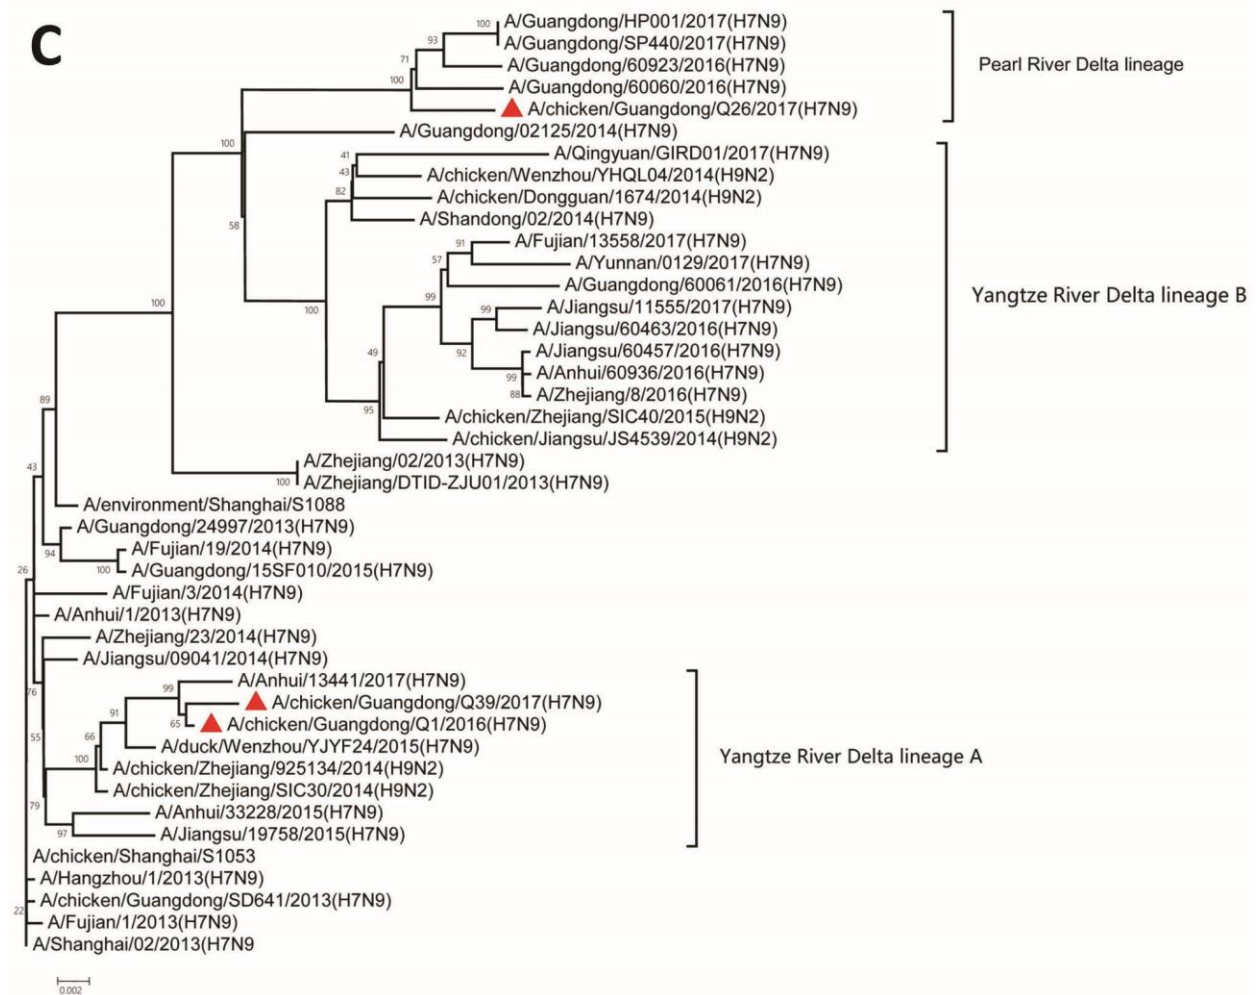 C
100
A/Guangdong/HP001/2017(H7N9)
A/Guangdong/SP440/2017(H7N9)
93
A/Guangdong/60923/2016(H7N9)
71
A/Guangdong/60060/2016(H7N9)
100
A/chicken/Guangdong/Q26/2017(H7N9)
Pearl River Delta lineage
A/Guangdong/02125/2014(H7N9)
100
A/Qingyuan/GIRD01/2017(H7N9)
41
A/chicken/Wenzhou/YHQL04/2014(H9N2)
43
A/chicken/Dongguan/1674/2014(H9N2)
82
A/Shandong/02/2014(H7N9)
58
A/Fujian/13558/2017(H7N9)
91
A/Yunnan/0129/2017(H7N9)
57
A/Guangdong/60061/2016(H7N9)
99
A/Jiangsu/11555/2017(H7N9)
99
A/Jiangsu/60463/2016(H7N9)
92
A/Jiangsu/60457/2016(H7N9)
A/Anhui/60936/2016(H7N9)
99
A/Zhejiang/8/2016(H7N9)
88
100
49
A/chicken/Zhejiang/SIC40/2015(H9N2)
95
A/chicken/Jiangsu/JS4539/2014(H9N2)
Yangtze River Delta lineage B
100
A/Zhejiang/02/2013(H7N9)
A/Zhejiang/DTID-ZJU01/2013(H7N9)
100
89
A/environment/Shanghai/S1088
43
A/Guangdong/24997/2013(H7N9)
94
A/Fujian/19/2014(H7N9)
A/Guangdong/15SF010/2015(H7N9)
100
26
A/Fujian/3/2014(H7N9)
A/Anhui/1/2013(H7N9)
A/Zhejiang/23/2014(H7N9)
A/Jiangsu/09041/2014(H7N9)
76
A/Anhui/13441/2017(H7N9)
99
A/chicken/Guangdong/Q39/2017(H7N9)
65
A/chicken/Guangdong/Q1/2016(H7N9)
91
A/duck/Wenzhou/YJYF24/2015(H7N9)
66
55
A/chicken/Zhejiang/925134/2014(H9N2)
100
A/chicken/Zhejiang/SIC30/2014(H9N2)
79
A/Anhui/33228/2015(H7N9)
97
A/Jiangsu/19758/2015(H7N9)
Yangtze River Delta lineage A
A/chicken/Shanghai/S1053
A/Hangzhou/1/2013(H7N9)
A/chicken/Guangdong/SD641/2013(H7N9)
22
A/Fujian/1/2013(H7N9)
A/Shanghai/02/2013(H7N9
0.002